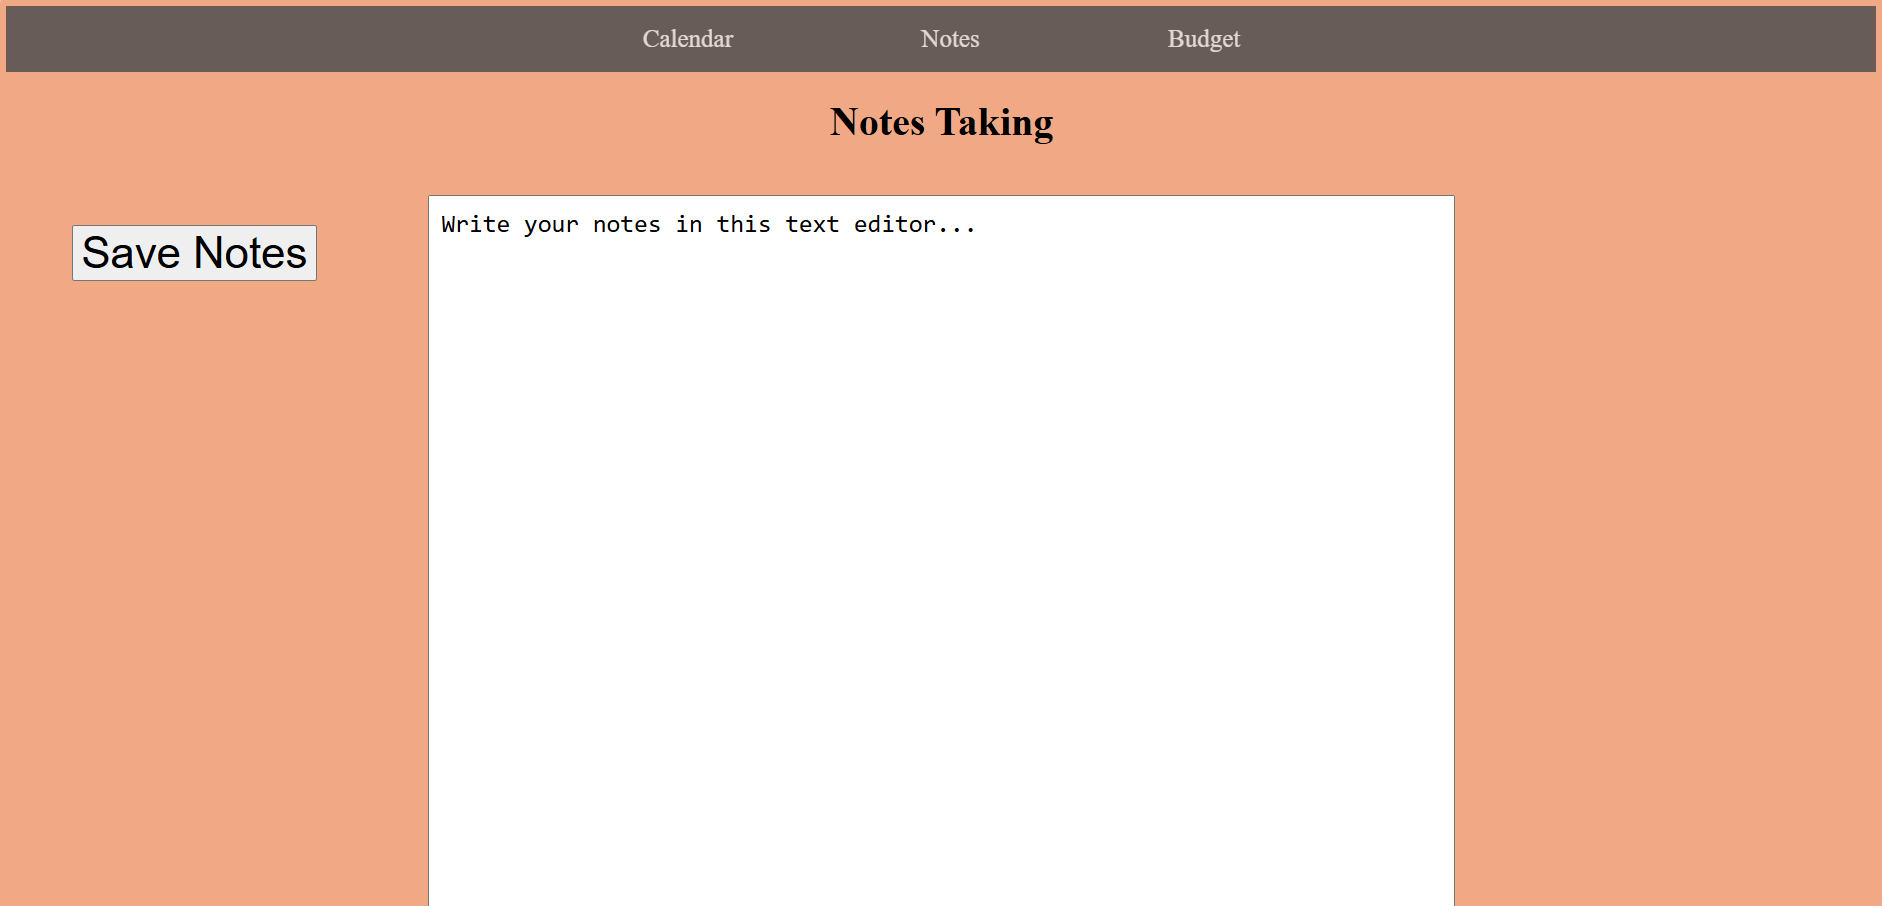 Calendar Notes Budget
Notes Taking
Save Notes
Write your notes in this text editor...